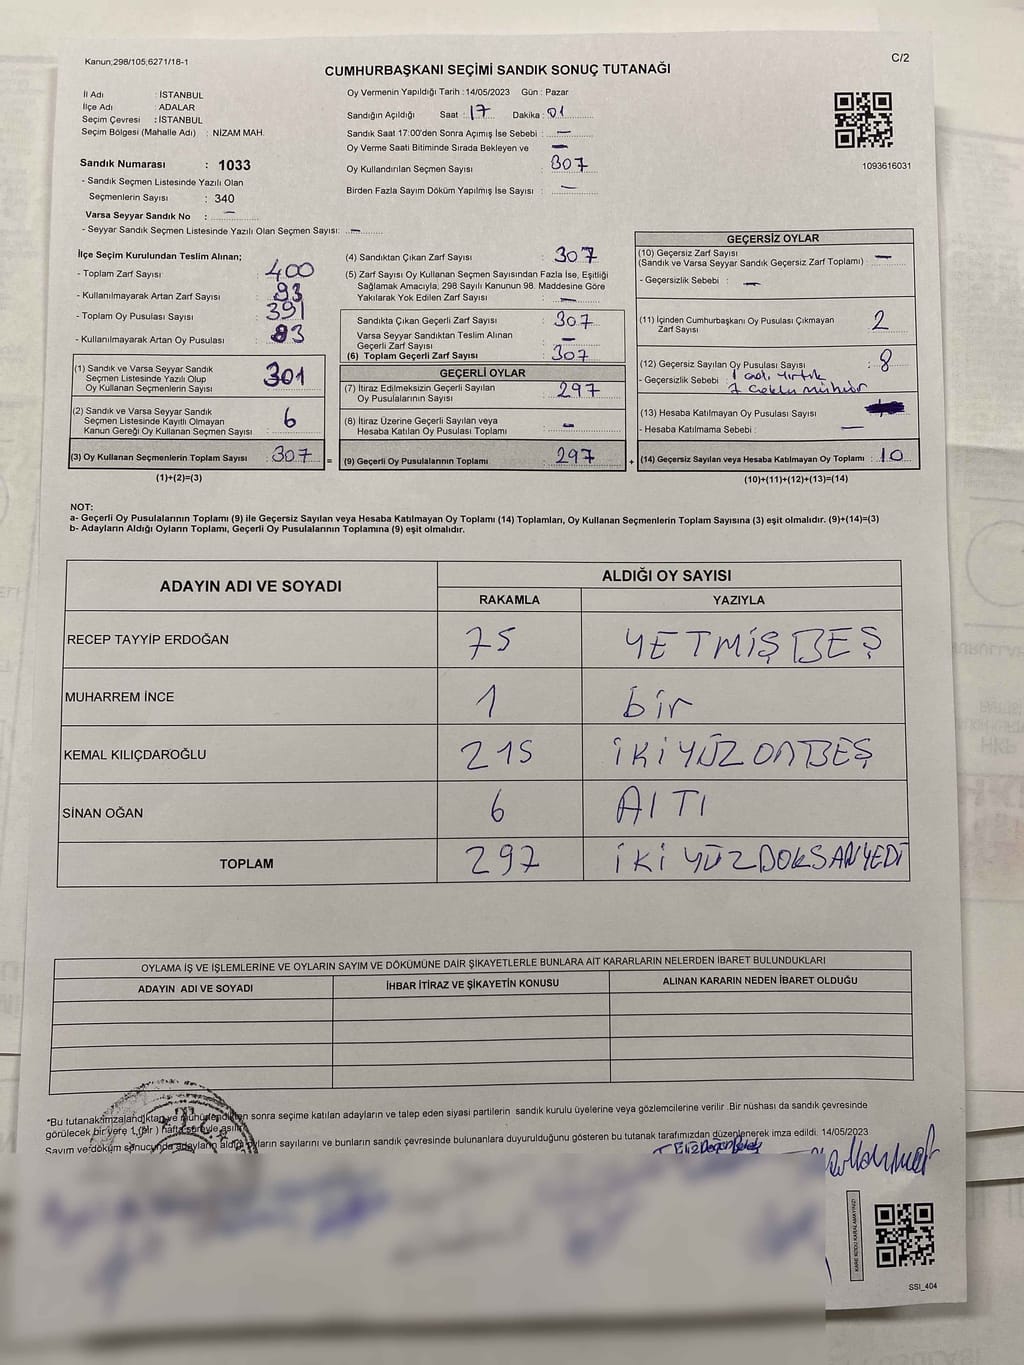 Kanun;298/105;6271/18-1
C/2
CUMHURBAŞKANI SEÇİMİ SANDIK SONUÇ TUTANAĞI
İl Adı : İSTANBUL
İlçe Adı : ADALAR
Seçim Çevresi : İSTANBUL
Seçim Bölgesi (Mahalle Adı) : NİZAM MAH.
Sandık Numarası : 1033
- Sandık Seçmen Listesinde Yazılı Olan
Seçmenlerin Sayısı : 340
Varsa Seyyar Sandık No : —
- Seyyar Sandık Seçmen Listesinde Yazılı Olan Seçmen Sayısı: —
Oy Vermenin Yapıldığı Tarih : 14/05/2023 Gün : Pazar
Sandığın Açıldığı Saat : 17 Dakika : 01
Sandık Saat 17:00'den Sonra Açımış İse Sebebi : —
Oy Verme Saati Bitiminde Sırada Bekleyen ve —
Oy Kullandırılan Seçmen Sayısı : 307
Birden Fazla Sayım Döküm Yapılmış İse Sayısı : —
1093616031
İlçe Seçim Kurulundan Teslim Alınan;
- Toplam Zarf Sayısı : 400
- Kullanılmayarak Artan Zarf Sayısı : 93
- Toplam Oy Pusulası Sayısı : 391
- Kullanılmayarak Artan Oy Pusulası : 83
(1) Sandık ve Varsa Seyyar Sandık
Seçmen Listesinde Yazılı Olup
Oy Kullanan Seçmenlerin Sayısı : 301
(2) Sandık ve Varsa Seyyar Sandık
Seçmen Listesinde Kayıtlı Olmayan
Kanun Gereği Oy Kullanan Seçmen Sayısı : 6
(3) Oy Kullanan Seçmenlerin Toplam Sayısı : 307 =
(1)+(2)=(3)
(4) Sandıktan Çıkan Zarf Sayısı : 307
(5) Zarf Sayısı Oy Kullanan Seçmen Sayısından Fazla İse, Eşitliği
Sağlamak Amacıyla; 298 Sayılı Kanunun 98. Maddesine Göre
Yakılarak Yok Edilen Zarf Sayısı : —
Sandıkta Çıkan Geçerli Zarf Sayısı : 307
Varsa Seyyar Sandıktan Teslim Alınan
Geçerli Zarf Sayısı : —
(6) Toplam Geçerli Zarf Sayısı : 307
GEÇERLİ OYLAR
(7) İtiraz Edilmeksizin Geçerli Sayılan
Oy Pusulalarının Sayısı : 297
(8) İtiraz Üzerine Geçerli Sayılan veya
Hesaba Katılan Oy Pusulası Toplamı : —
(9) Geçerli Oy Pusulalarının Toplamı : 297 +
GEÇERSİZ OYLAR
(10) Geçersiz Zarf Sayısı : —
(Sandık ve Varsa Seyyar Sandık Geçersiz Zarf Toplamı)
- Geçersizlik Sebebi : —
(11) İçinden Cumhurbaşkanı Oy Pusulası Çıkmayan
Zarf Sayısı : 2
(12) Geçersiz Sayılan Oy Pusulası Sayısı : 8
- Geçersizlik Sebebi : 1 yırtık
7
(13) Hesaba Katılmayan Oy Pusulası Sayısı
- Hesaba Katılmama Sebebi : —
(14) Geçersiz Sayılan veya Hesaba Katılmayan Oy Toplamı : 10
(10)+(11)+(12)+(13)=(14)
NOT:
a- Geçerli Oy Pusulalarının Toplamı (9) ile Geçersiz Sayılan veya Hesaba Katılmayan Oy Toplamı (14) Toplamları, Oy Kullanan Seçmenlerin Toplam Sayısına (3) eşit olmalıdır. (9)+(14)=(3)
b- Adayların Aldığı Oyların Toplamı, Geçerli Oy Pusulalarının Toplamına (9) eşit olmalıdır.
ADAYIN ADI VE SOYADI
ALDIĞI OY SAYISI
RAKAMLA YAZIYLA
RECEP TAYYİP ERDOĞAN 75 YETMİŞBEŞ
MUHARREM İNCE 1 bir
KEMAL KILIÇDAROĞLU 215 İKİYÜZONBEŞ
SİNAN OĞAN 6 AlTI
TOPLAM 297 İKİYÜZDOKSANYEDİ
OYLAMA İŞ VE İŞLEMLERİNE VE OYLARIN SAYIM VE DÖKÜMÜNE DAİR ŞİKAYETLERLE BUNLARA AİT KARARLARIN NELERDEN İBARET BULUNDUKLARI
ADAYIN ADI VE SOYADI İHBAR İTİRAZ VE ŞİKAYETİN KONUSU ALINAN KARARIN NEDEN İBARET OLDUĞU
*Bu tutanak imzalandıktan ve mühürlendikten sonra seçime katılan adayların ve talep eden siyasi partilerin sandık kurulu üyelerine veya gözlemcilerine verilir .Bir nüshası da sandık çevresinde
görülecek bir yere 1 (bir ) hafta süreyle asılır.
Sayım ve döküm sonucunda adayların aldığı oyların sayılarını ve bunların sandık çevresinde bulunanlara duyurulduğunu gösteren bu tutanak tarafımızdan düzenlenerek imza edildi. 14/05/2023
T.C.
SSI_404